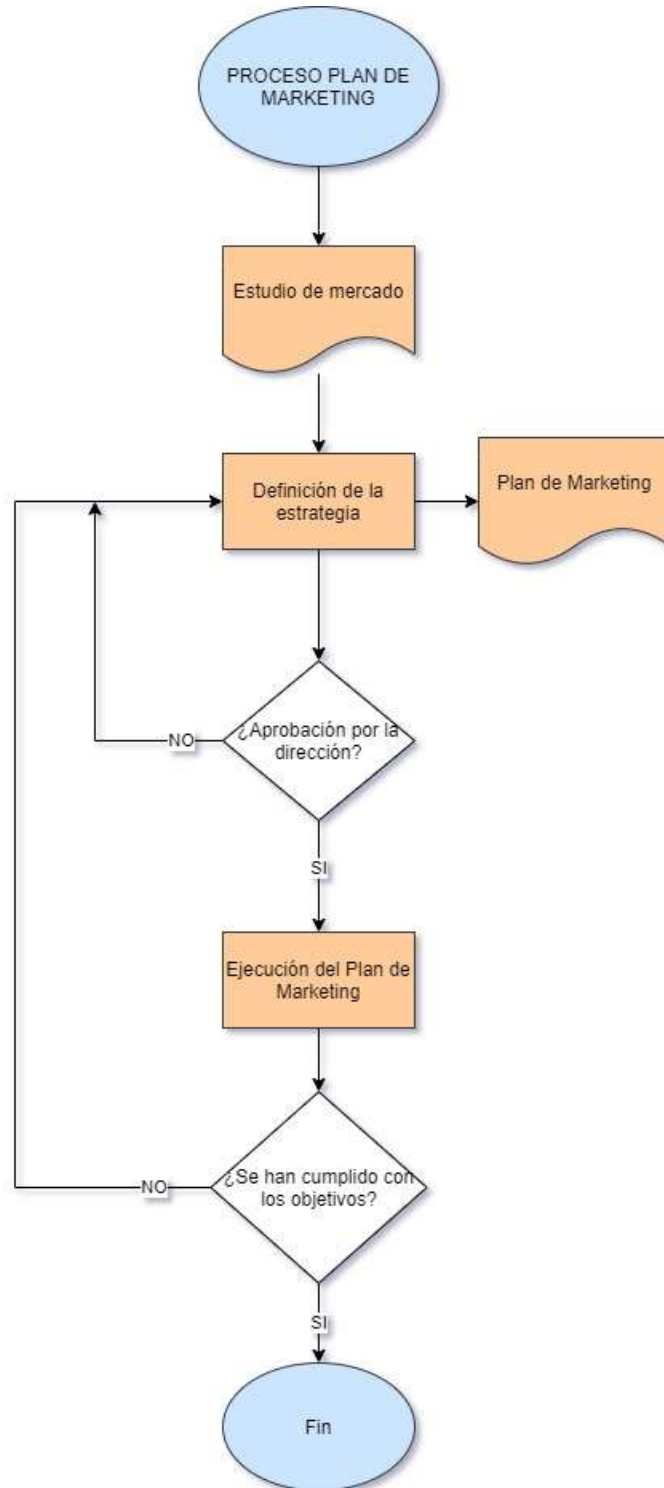 PROCESO PLAN DE
MARKETING
Estudio de mercado
Definición de la
estrategia
Plan de Marketing
¿Aprobación por la
dirección?
NO
SI
Ejecución del Plan de
Marketing
¿Se han cumplido con
los objetivos?
NO
SI
Fin